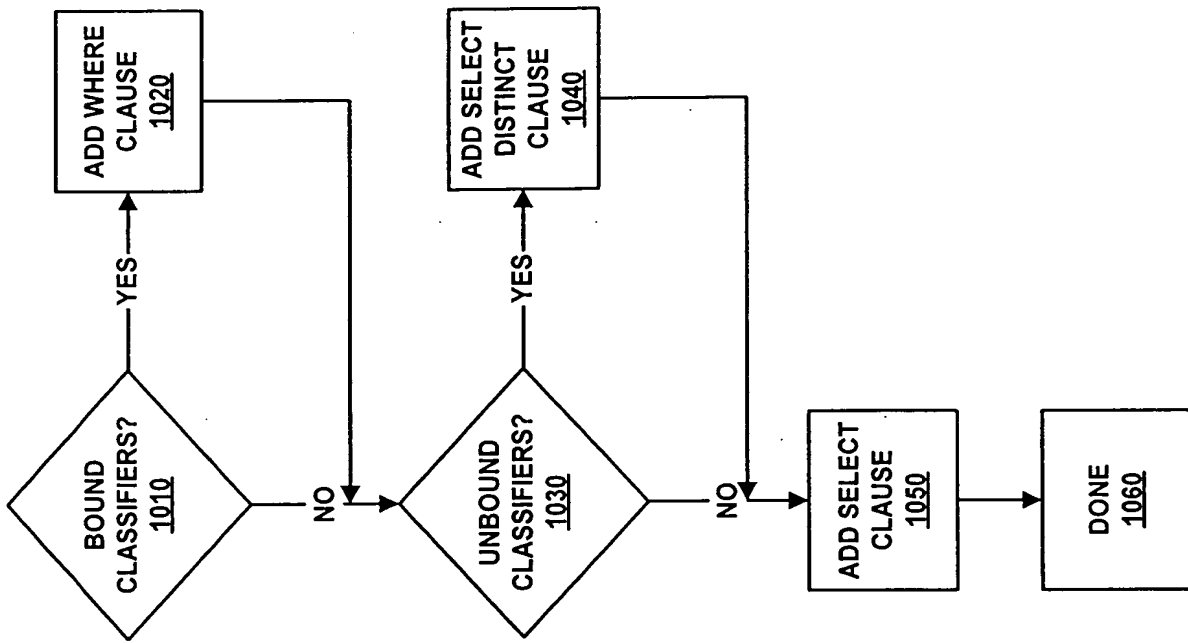 BOUND
CLASSIFIERS?
1010
YES
ADD WHERE
CLAUSE
1020
NO
UNBOUND
CLASSIFIERS?
1030
YES
ADD SELECT
DISTINCT
CLAUSE
1040
NO
ADD SELECT
CLAUSE
1050
DONE
1060